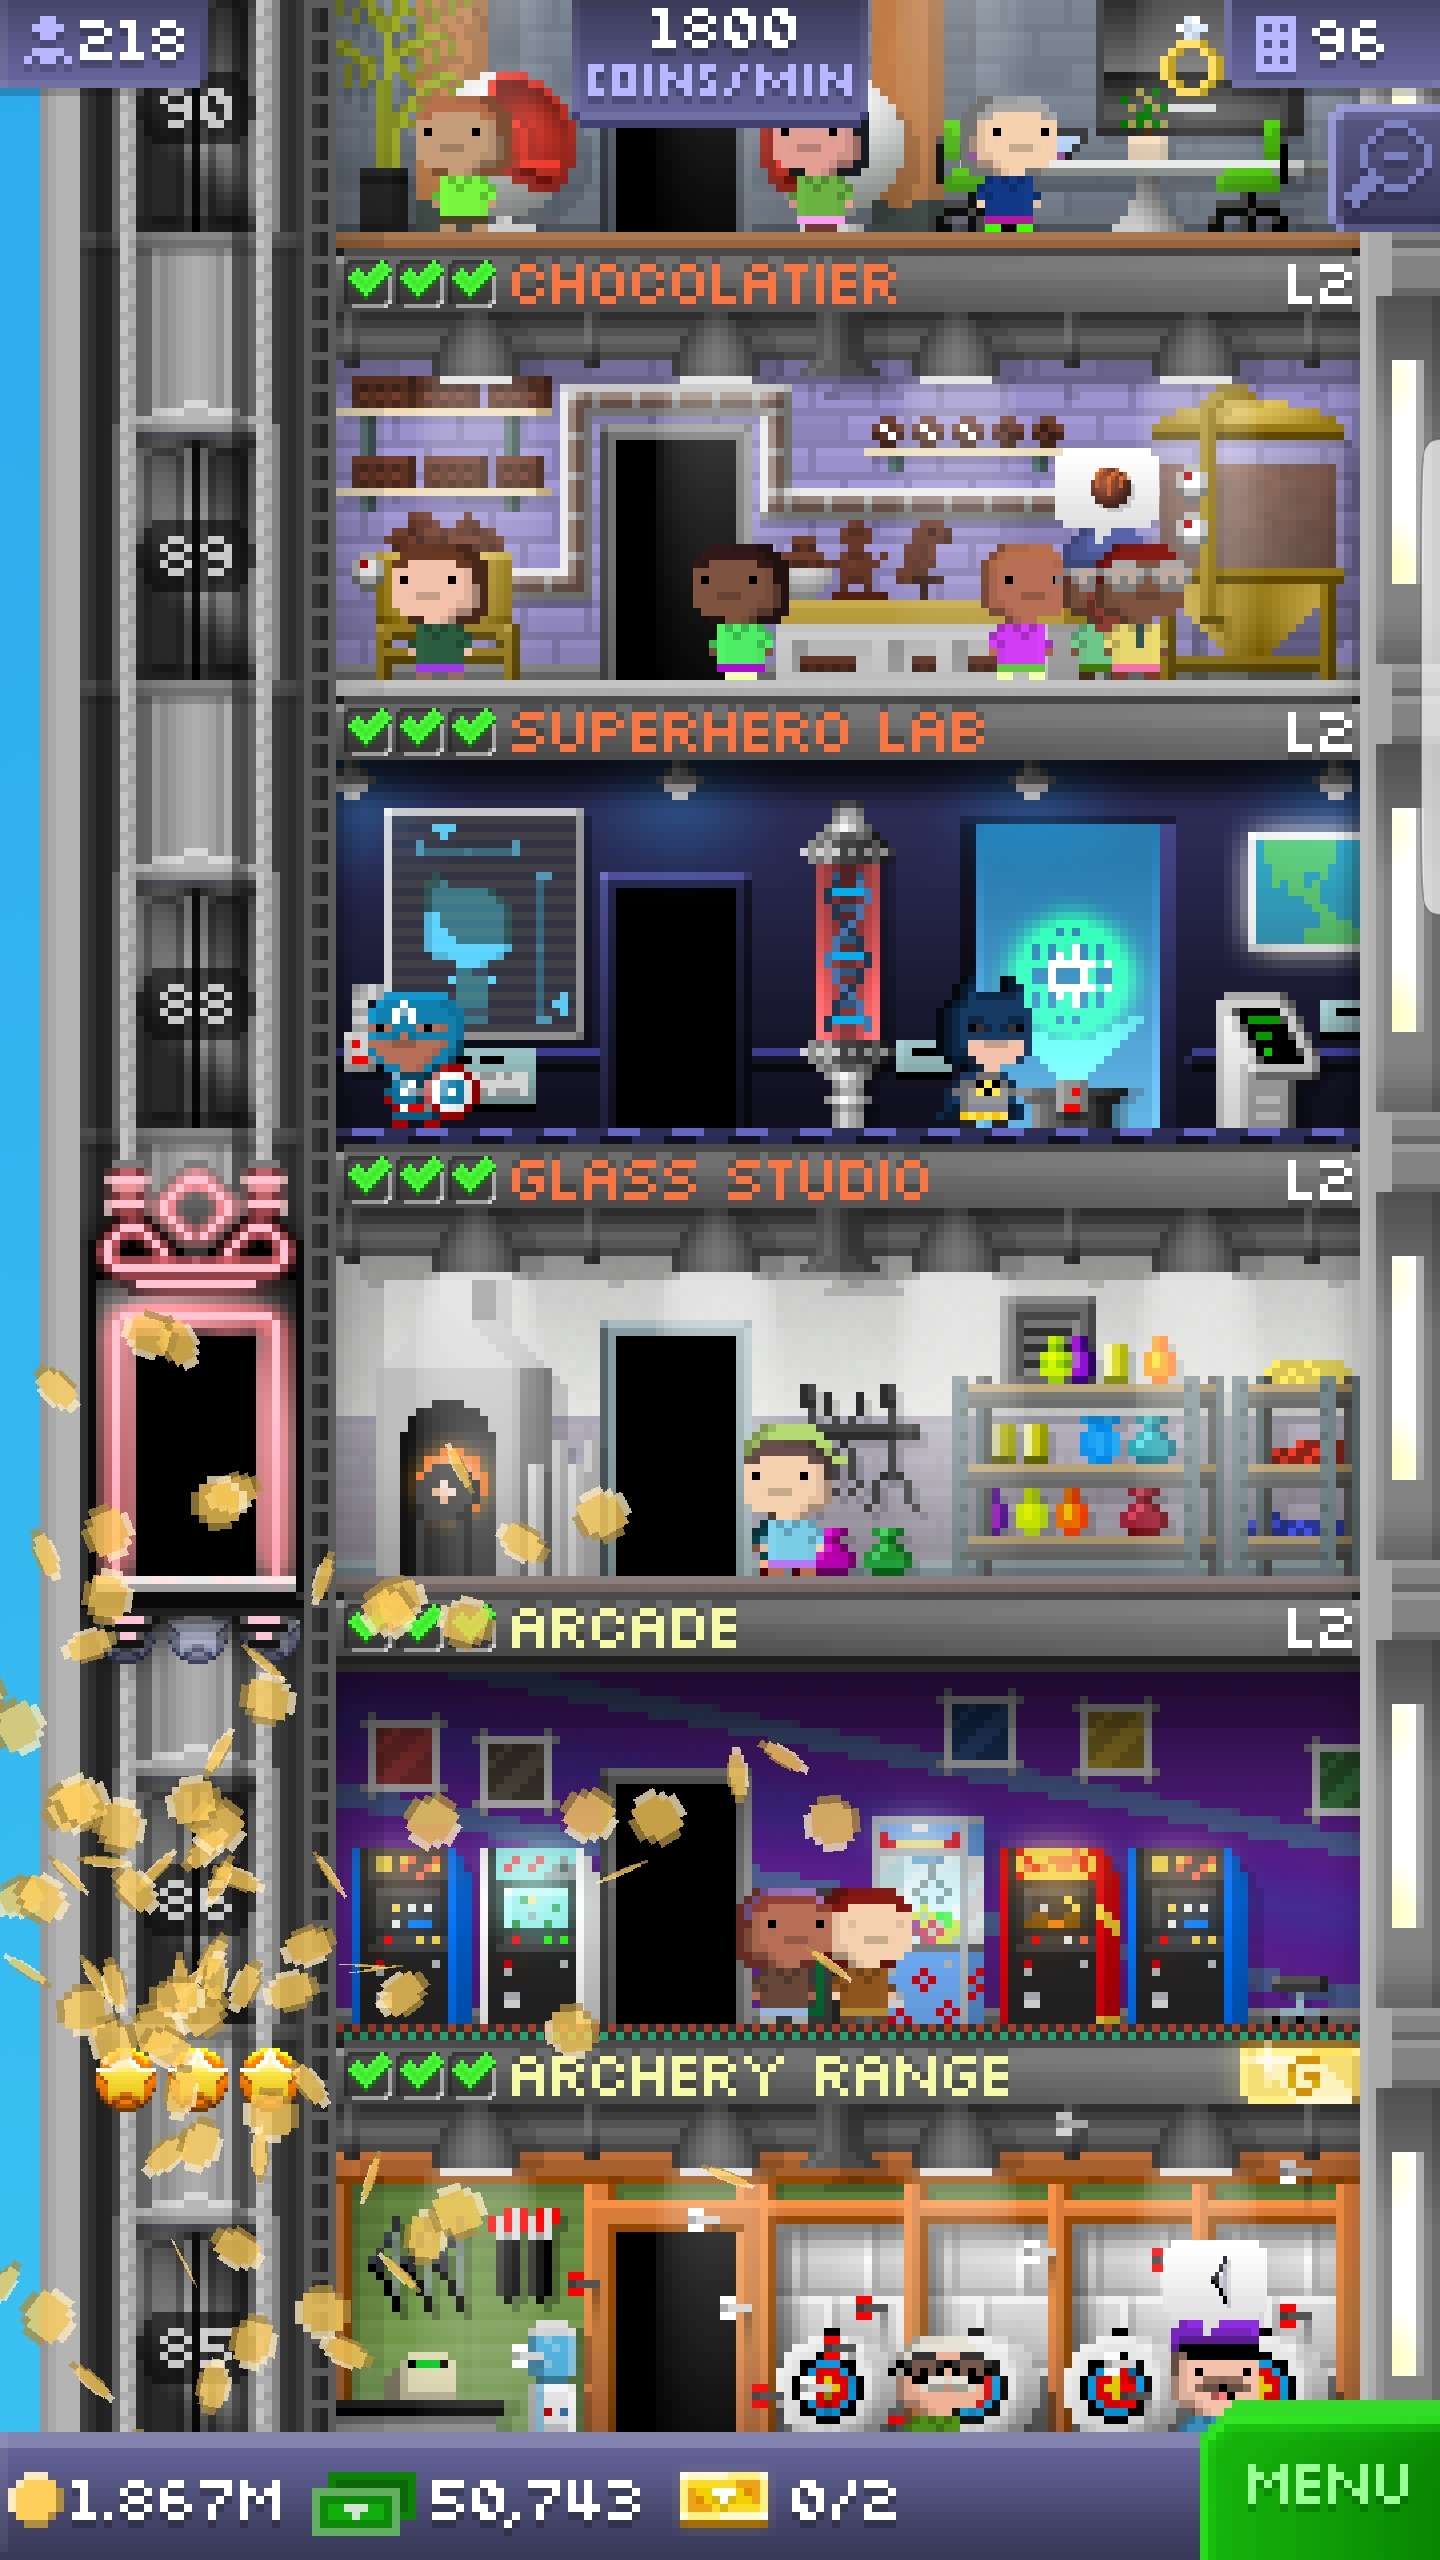 218
1800
COINS/MIN
96
90
CHOCOLATIER
L2
89
SUPERHERO LAB
L2
88
GLASS STUDIO
L2
ARCADE
L2
ARCHERY RANGE
G
85
1.867M
50,743
0/2
MENU